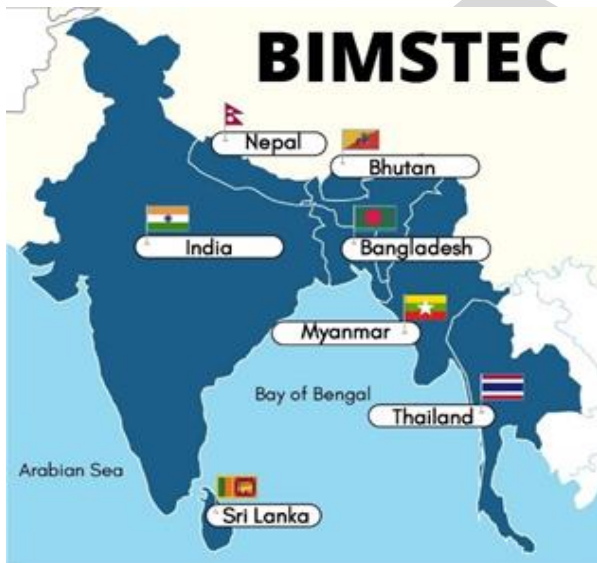 BIMSTEC
Nepal
Bhutan
India
Bangladesh
Myanmar
Bay of Bengal
Thailand
Arabian Sea
Sri Lanka